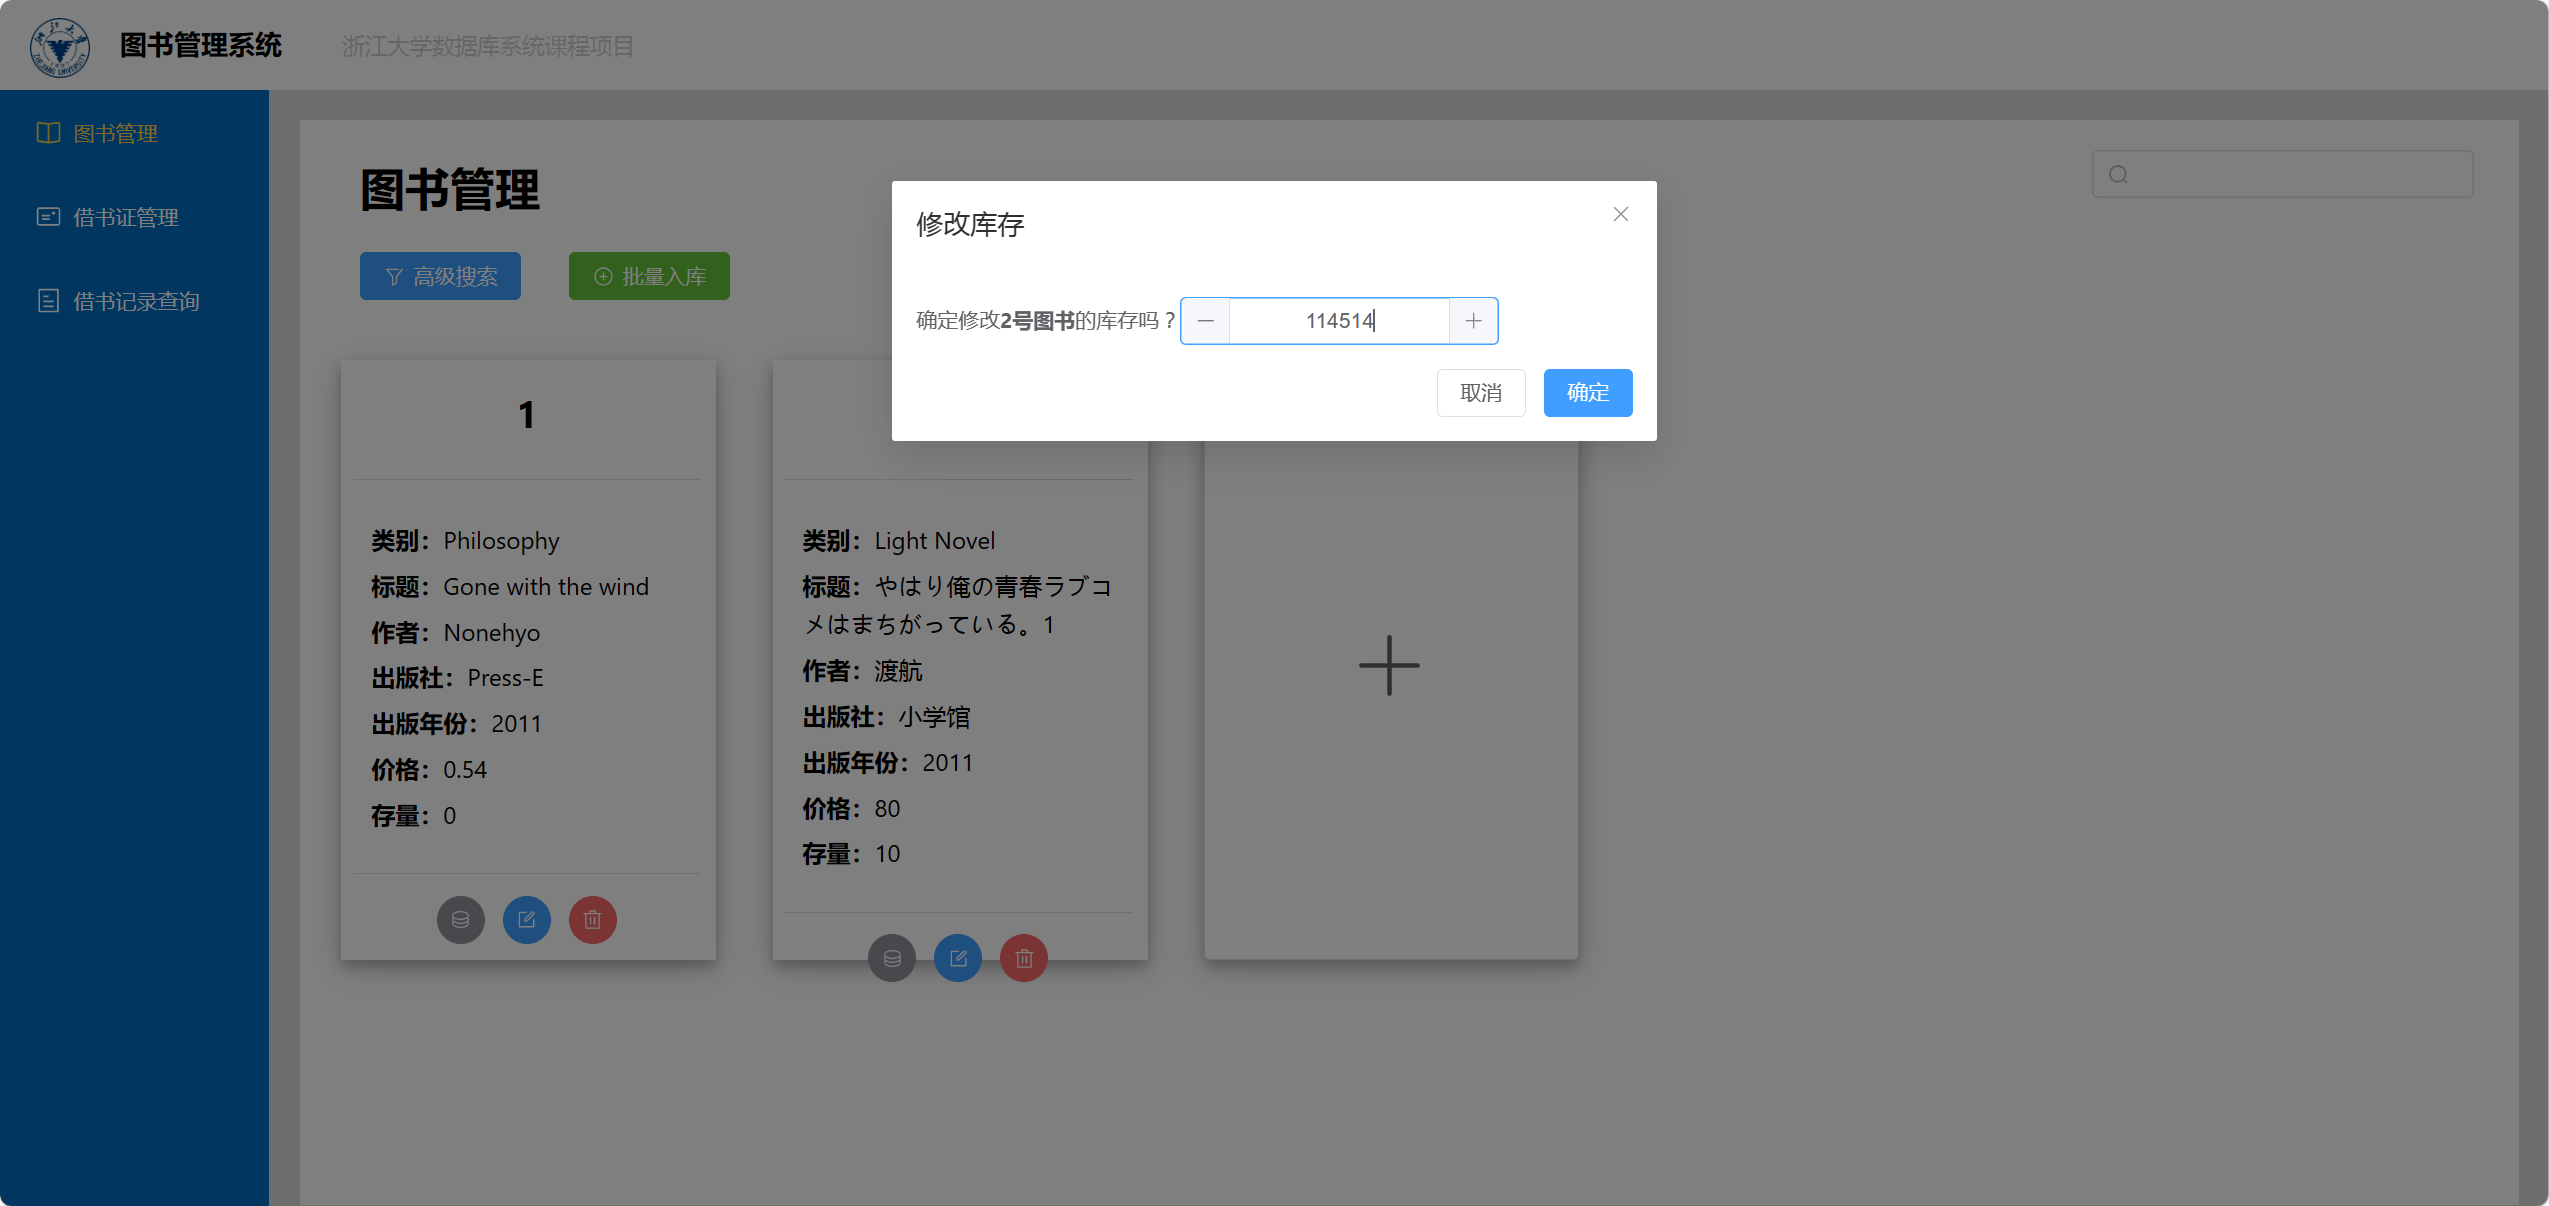 图书管理系统 浙江大学数据库系统课程项目
图书管理
借书证管理
借书记录查询
图书管理
高级搜索 批量入库
修改库存
确定修改2号图书的库存吗？ 114514
取消 确定
1
类别：Philosophy
标题：Gone with the wind
作者：Nonehyo
出版社：Press-E
出版年份：2011
价格：0.54
存量：0
类别：Light Novel
标题：やはり俺の青春ラブコ
メはまちがっている。1
作者：渡航
出版社：小学馆
出版年份：2011
价格：80
存量：10